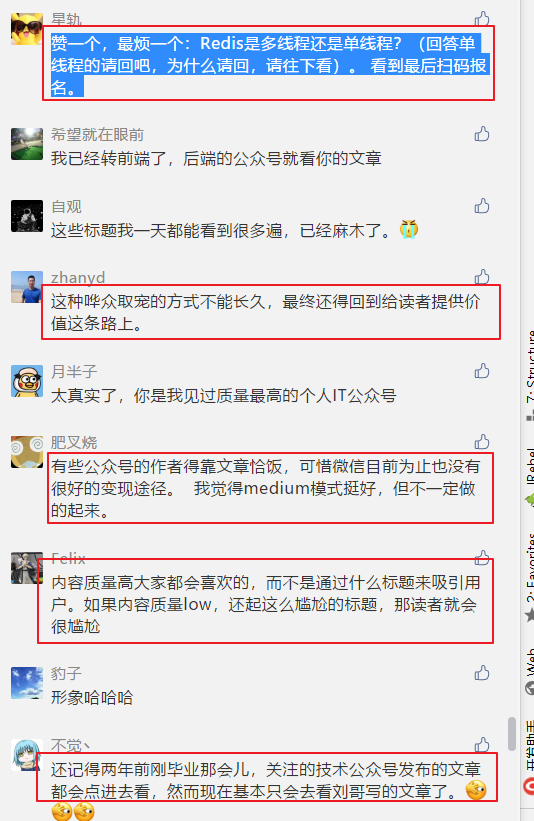 星轨
赞一个，最烦一个：Redis是多线程还是单线程？（回答单
线程的请回吧，为什么请回，请往下看）。 看到最后扫码报
名。
希望就在眼前
我已经转前端了，后端的公众号就看你的文章
自观
这些标题我一天都能看到很多遍，已经麻木了。😭
zhanyd
这种哗众取宠的方式不能长久，最终还得回到给读者提供价
值这条路上。
月半子
太真实了，你是我见过质量最高的个人IT公众号
肥叉烧
有些公众号的作者得靠文章恰饭，可惜微信目前为止也没有
很好的变现途径。 我觉得medium模式挺好，但不一定做
的起来。
Felix
内容质量高大家都会喜欢的，而不是通过什么标题来吸引用
户。如果内容质量low，还起这么尴尬的标题，那读者就会
很尴尬
豹子
形象哈哈哈
不觉丶
还记得两年前刚毕业那会儿，关注的技术公众号发布的文章
都会点进去看，然而现在基本只会去看刘哥写的文章了。😜
😜😜
7: Structure
JRebel
2: Favorites
Web